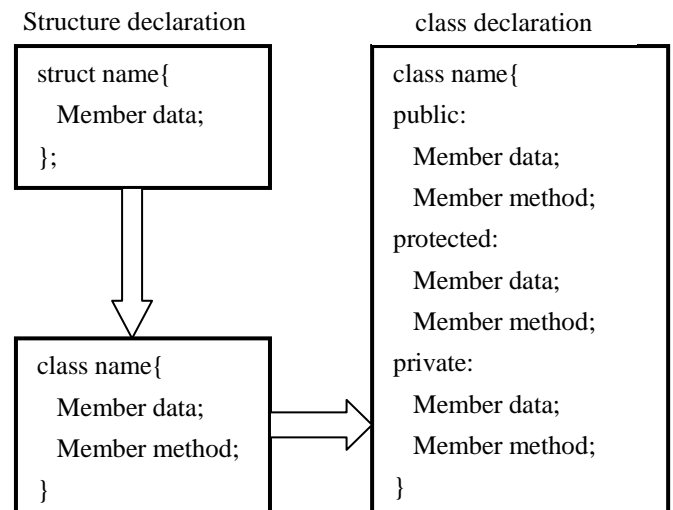 Structure declaration
struct name{
Member data;
};
class name{
Member data;
Member method;
}
class declaration
class name{
public:
Member data;
Member method;
protected:
Member data;
Member method;
private:
Member data;
Member method;
}